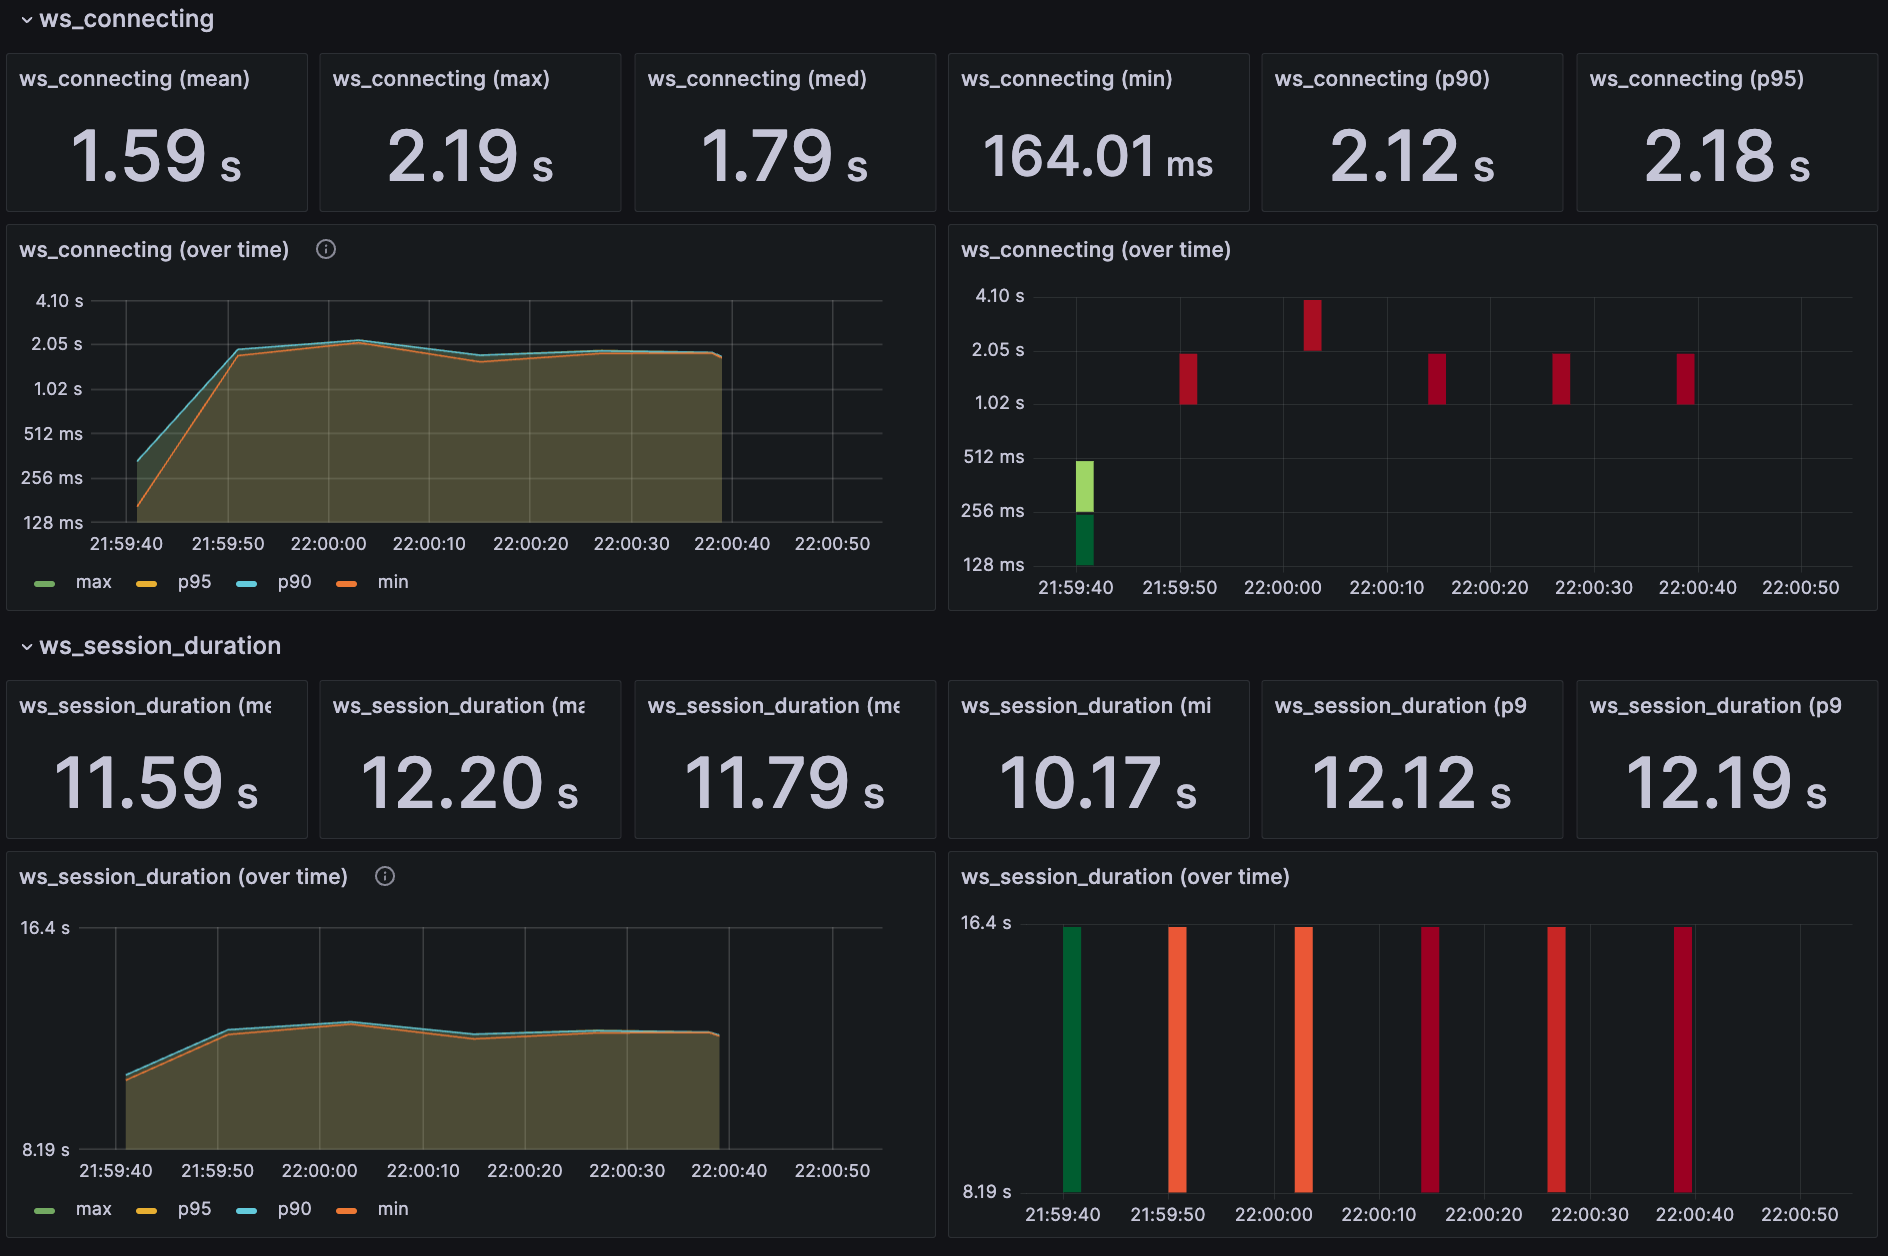 ws_connecting
ws_connecting (mean)
1.59 s
ws_connecting (max)
2.19 s
ws_connecting (med)
1.79 s
ws_connecting (min)
164.01 ms
ws_connecting (p90)
2.12 s
ws_connecting (p95)
2.18 s
ws_connecting (over time)
4.10 s
2.05 s
1.02 s
512 ms
256 ms
128 ms
21:59:40 21:59:50 22:00:00 22:00:10 22:00:20 22:00:30 22:00:40 22:00:50
max p95 p90 min
ws_connecting (over time)
4.10 s
2.05 s
1.02 s
512 ms
256 ms
128 ms
21:59:40 21:59:50 22:00:00 22:00:10 22:00:20 22:00:30 22:00:40 22:00:50
ws_session_duration
ws_session_duration (me
11.59 s
ws_session_duration (ma
12.20 s
ws_session_duration (me
11.79 s
ws_session_duration (mi
10.17 s
ws_session_duration (p9
12.12 s
ws_session_duration (p9
12.19 s
ws_session_duration (over time)
16.4 s
8.19 s
21:59:40 21:59:50 22:00:00 22:00:10 22:00:20 22:00:30 22:00:40 22:00:50
max p95 p90 min
ws_session_duration (over time)
16.4 s
8.19 s
21:59:40 21:59:50 22:00:00 22:00:10 22:00:20 22:00:30 22:00:40 22:00:50